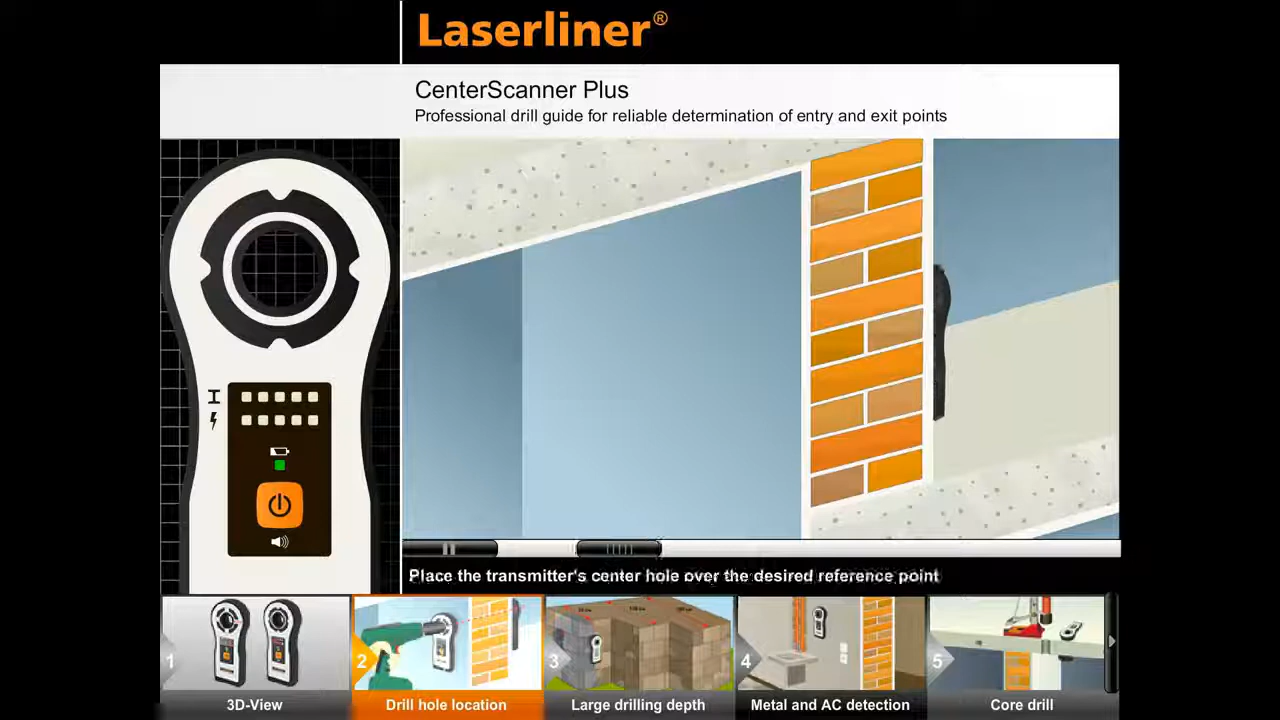 Laserliner®
CenterScanner Plus
Professional drill guide for reliable determination of entry and exit points
Place the transmitter's center hole over the desired reference point
1
2
3
4
5
3D-View
Drill hole location
Large drilling depth
Metal and AC detection
Core drill